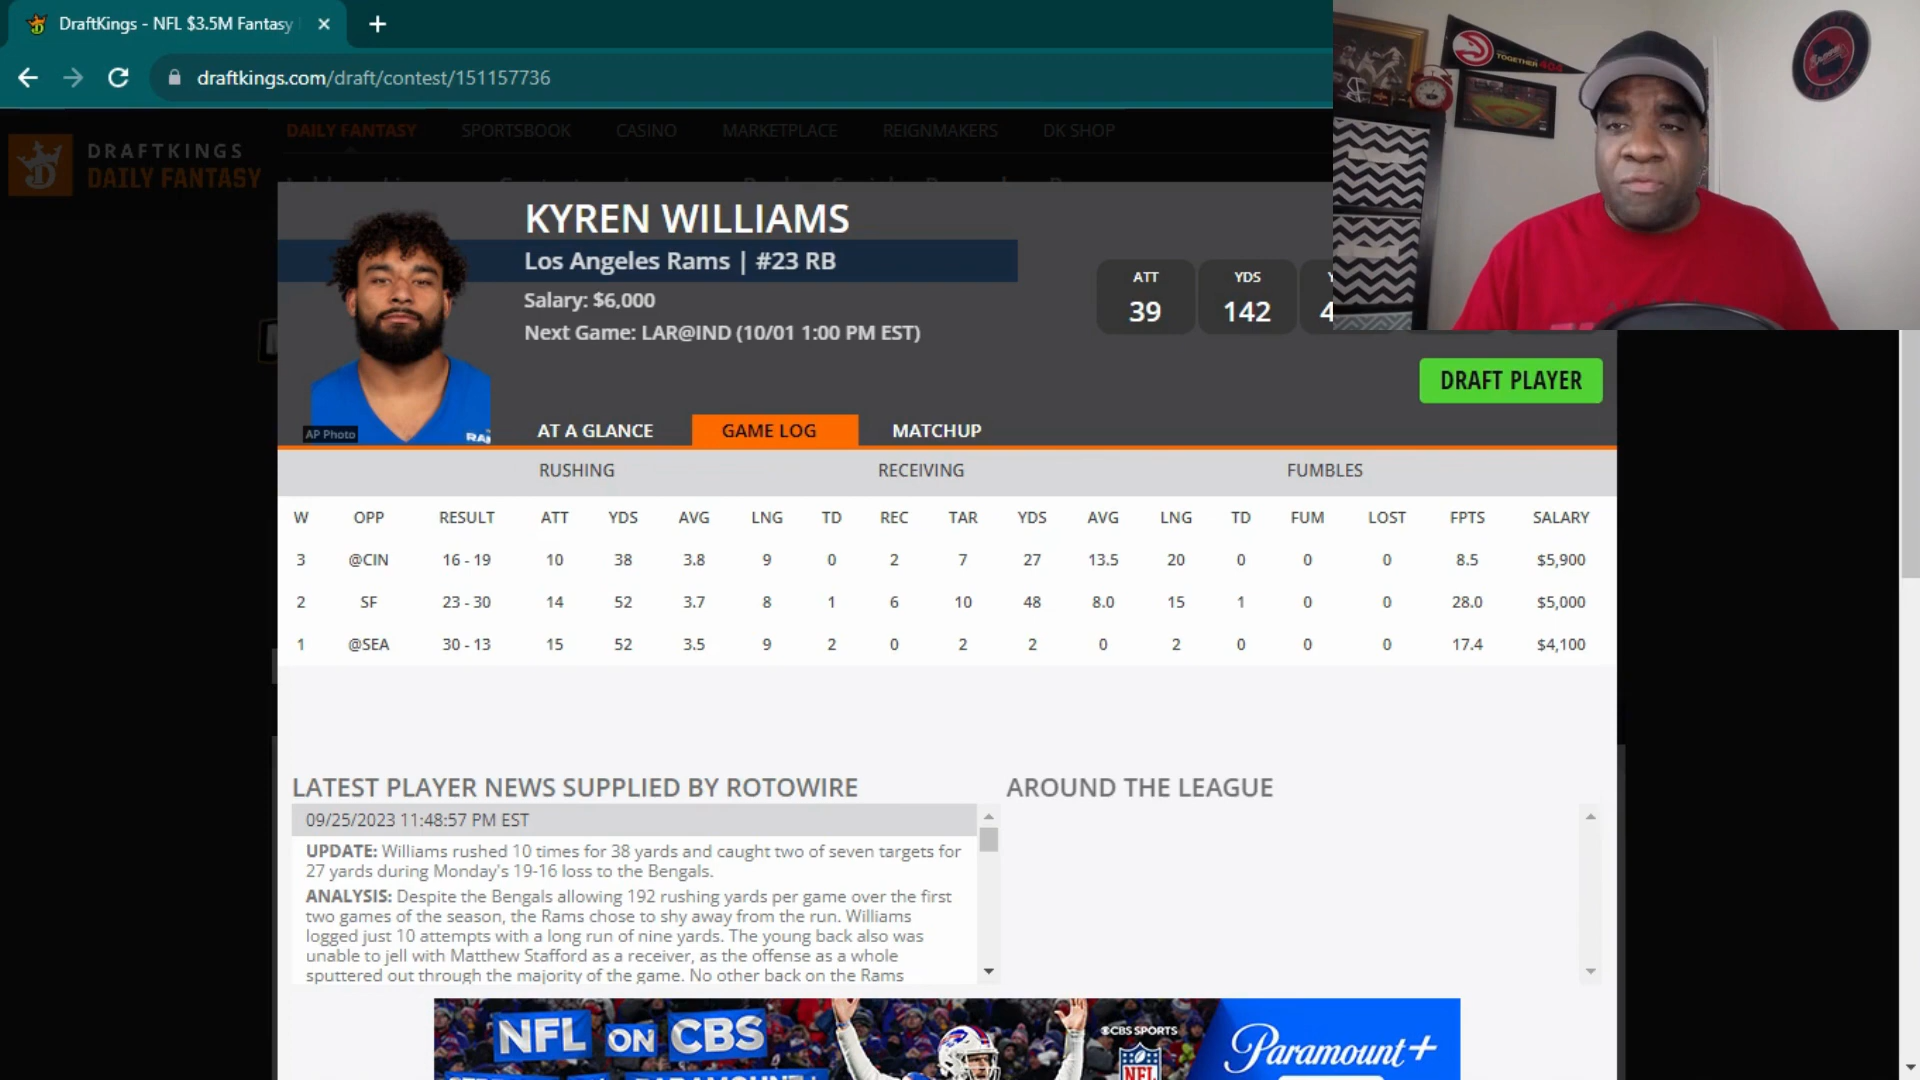 DraftKings - NFL $3.5M Fantasy
draftkings.com/draft/contest/151157736
DAILY FANTASY SPORTSBOOK CASINO MARKETPLACE REIGNMAKERS DK SHOP
DRAFTKINGS
DAILY FANTASY
TOGETHER 404
KYREN WILLIAMS
Los Angeles Rams | #23 RB
Salary: $6,000
Next Game: LAR@IND (10/01 1:00 PM EST)
ATT YDS
39 142 4
DRAFT PLAYER
AP Photo
AT A GLANCE GAME LOG MATCHUP
RUSHING RECEIVING FUMBLES
W OPP RESULT ATT YDS AVG LNG TD REC TAR YDS AVG LNG TD FUM LOST FPTS SALARY
3 @CIN 16 - 19 10 38 3.8 9 0 2 7 27 13.5 20 0 0 0 8.5 $5,900
2 SF 23 - 30 14 52 3.7 8 1 6 10 48 8.0 15 1 0 0 28.0 $5,000
1 @SEA 30 - 13 15 52 3.5 9 2 0 2 2 0 2 0 0 0 17.4 $4,100
LATEST PLAYER NEWS SUPPLIED BY ROTOWIRE
AROUND THE LEAGUE
09/25/2023 11:48:57 PM EST
UPDATE: Williams rushed 10 times for 38 yards and caught two of seven targets for
27 yards during Monday's 19-16 loss to the Bengals.
ANALYSIS: Despite the Bengals allowing 192 rushing yards per game over the first
two games of the season, the Rams chose to shy away from the run. Williams
logged just 10 attempts with a long run of nine yards. The young back also was
unable to jell with Matthew Stafford as a receiver, as the offense as a whole
sputtered out through the majority of the game. No other back on the Rams
NFL ON CBS
CBS SPORTS
NFL
Paramount+